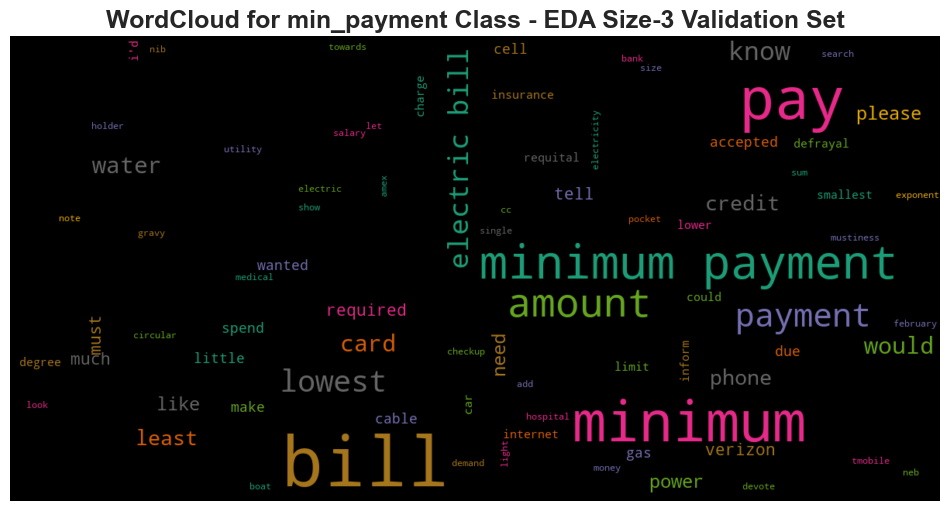 WordCloud for min_payment Class - EDA Size-3 Validation Set
i'd
nib
towards
cell
bank
size
know
search
charge
electric bill
insurance
pay
please
holder
salary
let
electricity
accepted
defrayal
utility
water
requital
sum
electric
amex
tell
smallest
exponent
show
note
cc
credit
pocket
lower
gravy
single
mustiness
wanted
medical
minimum payment
amount
could
required
payment
february
spend
must
circular
card
need
would
degree
much
little
checkup
inform
due
limit
phone
lowest
add
look
like
make
cable
car
hospital
minimum
least
internet
bill
demand
light
gas
verizon
money
tmobile
neb
boat
power
devote